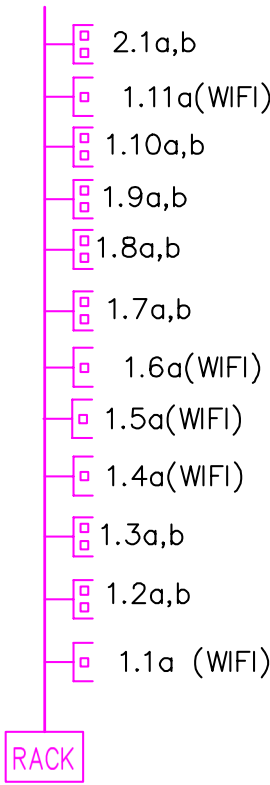 2.1a,b
1.11a(WIFI)
1.10a,b
1.9a,b
1.8a,b
1.7a,b
1.6a(WIFI)
1.5a(WIFI)
1.4a(WIFI)
1.3a,b
1.2a,b
1.1a (WIFI)
RACK